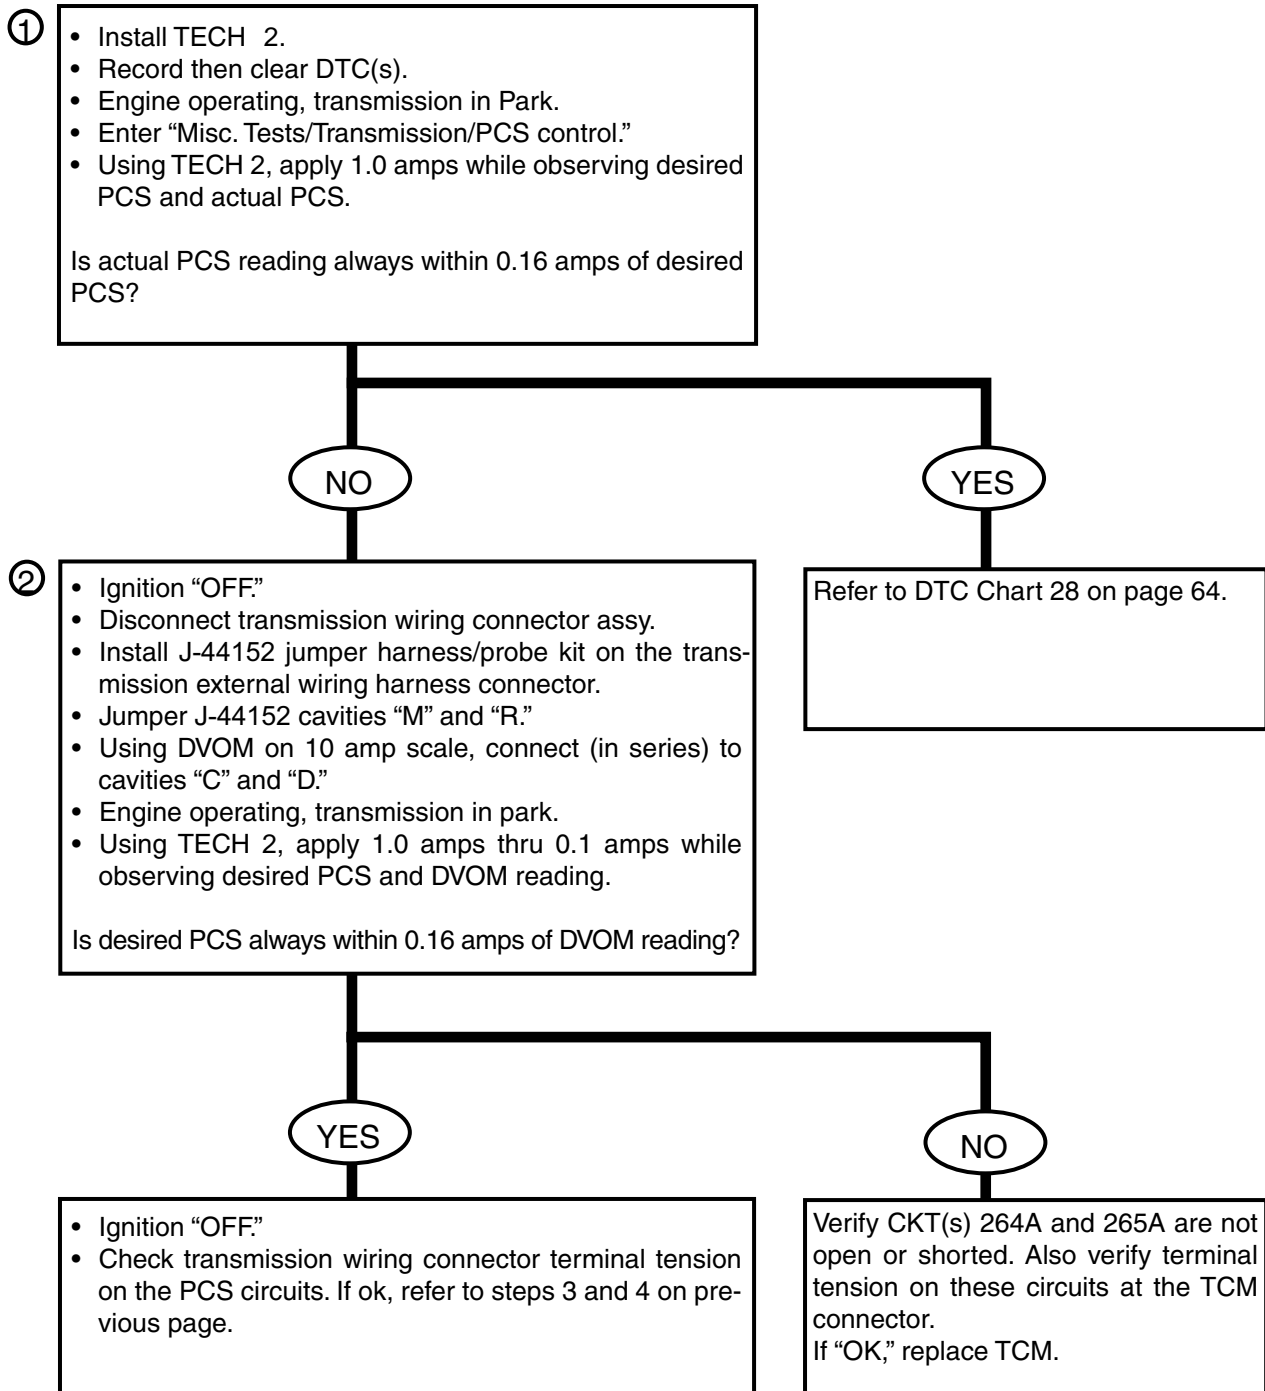 1
• Install TECH 2.
• Record then clear DTC(s).
• Engine operating, transmission in Park.
• Enter “Misc. Tests/Transmission/PCS control.”
• Using TECH 2, apply 1.0 amps while observing desired
PCS and actual PCS.
Is actual PCS reading always within 0.16 amps of desired
PCS?
NO
YES
2
• Ignition “OFF.”
• Disconnect transmission wiring connector assy.
• Install J-44152 jumper harness/probe kit on the trans-
mission external wiring harness connector.
• Jumper J-44152 cavities “M” and “R.”
• Using DVOM on 10 amp scale, connect (in series) to
cavities “C” and “D.”
• Engine operating, transmission in park.
• Using TECH 2, apply 1.0 amps thru 0.1 amps while
observing desired PCS and DVOM reading.
Is desired PCS always within 0.16 amps of DVOM reading?
Refer to DTC Chart 28 on page 64.
YES
NO
• Ignition “OFF.”
• Check transmission wiring connector terminal tension
on the PCS circuits. If ok, refer to steps 3 and 4 on pre-
vious page.
Verify CKT(s) 264A and 265A are not
open or shorted. Also verify terminal
tension on these circuits at the TCM
connector.
If “OK,” replace TCM.